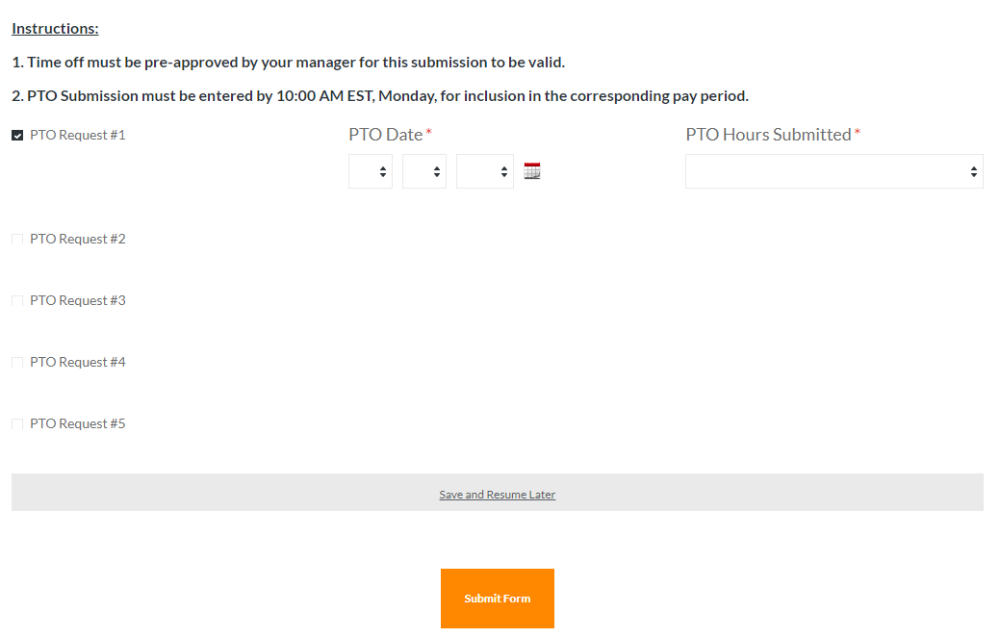 Instructions:
1. Time off must be pre-approved by your manager for this submission to be valid.
2. PTO Submission must be entered by 10:00 AM EST, Monday, for inclusion in the corresponding pay period.
PTO Request #1
PTO Date *
PTO Hours Submitted *
PTO Request #2
PTO Request #3
PTO Request #4
PTO Request #5
Save and Resume Later
Submit Form